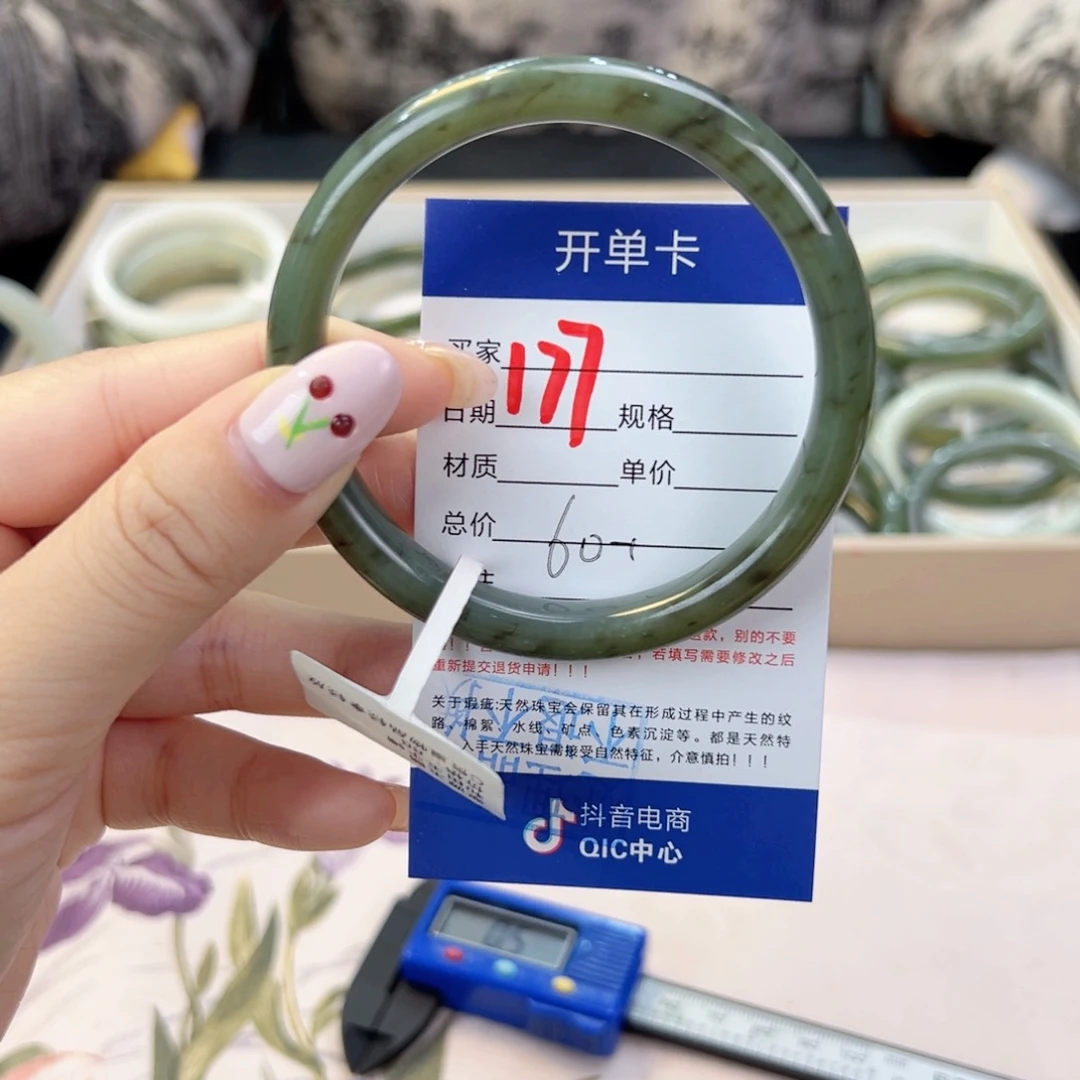 开单卡
买家
177
日期 规格
材质 单价
总价 60-1
款，别的不要
，若填写需要修改之后
重新提交退货申请！！！
关于瑕疵:天然珠宝会保留其在形成过程中产生的纹
路、棉絮、水线、矿点、色素沉淀等。都是天然特
入手天然珠宝需接受自然特征，介意慎拍！！！
抖音电商
QIC中心